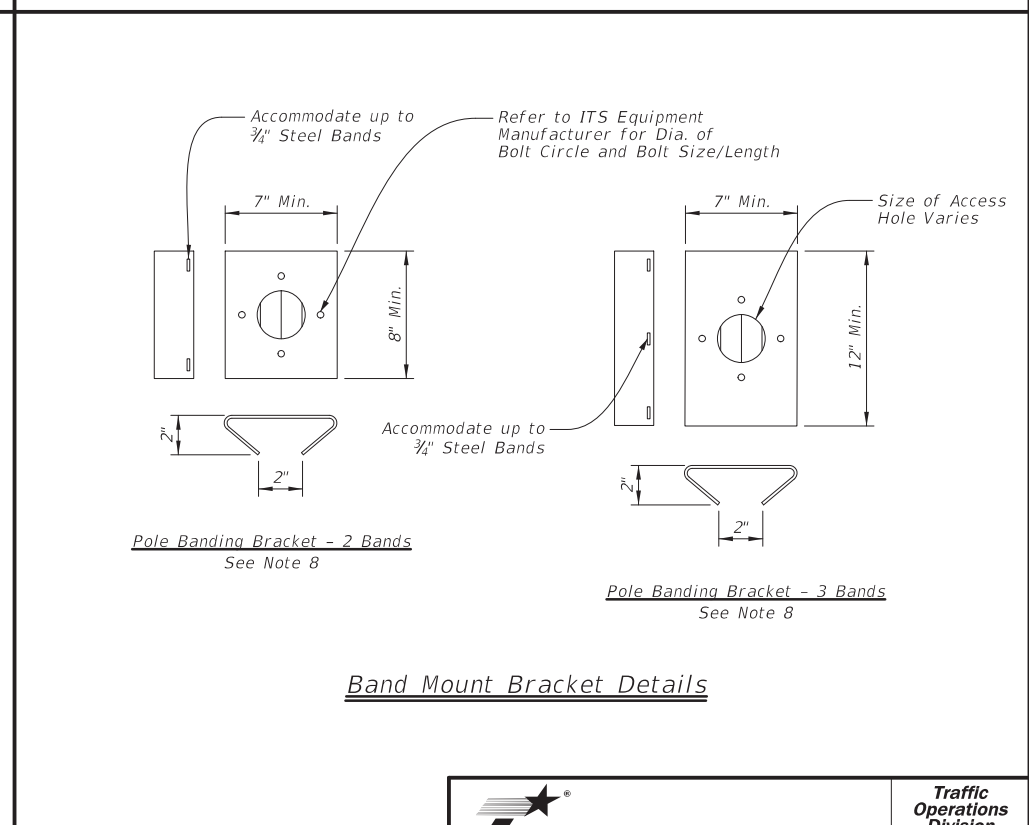 Accommodate up to
¾" Steel Bands
Refer to ITS Equipment
Manufacturer for Dia. of
Bolt Circle and Bolt Size/Length
7" Min.
8" Min.
2"
2"
Pole Banding Bracket – 2 Bands
See Note 8
Size of Access
Hole Varies
7" Min.
12" Min.
Accommodate up to
¾" Steel Bands
2"
2"
Pole Banding Bracket – 3 Bands
See Note 8
Band Mount Bracket Details
®
Traffic
Operations
Division